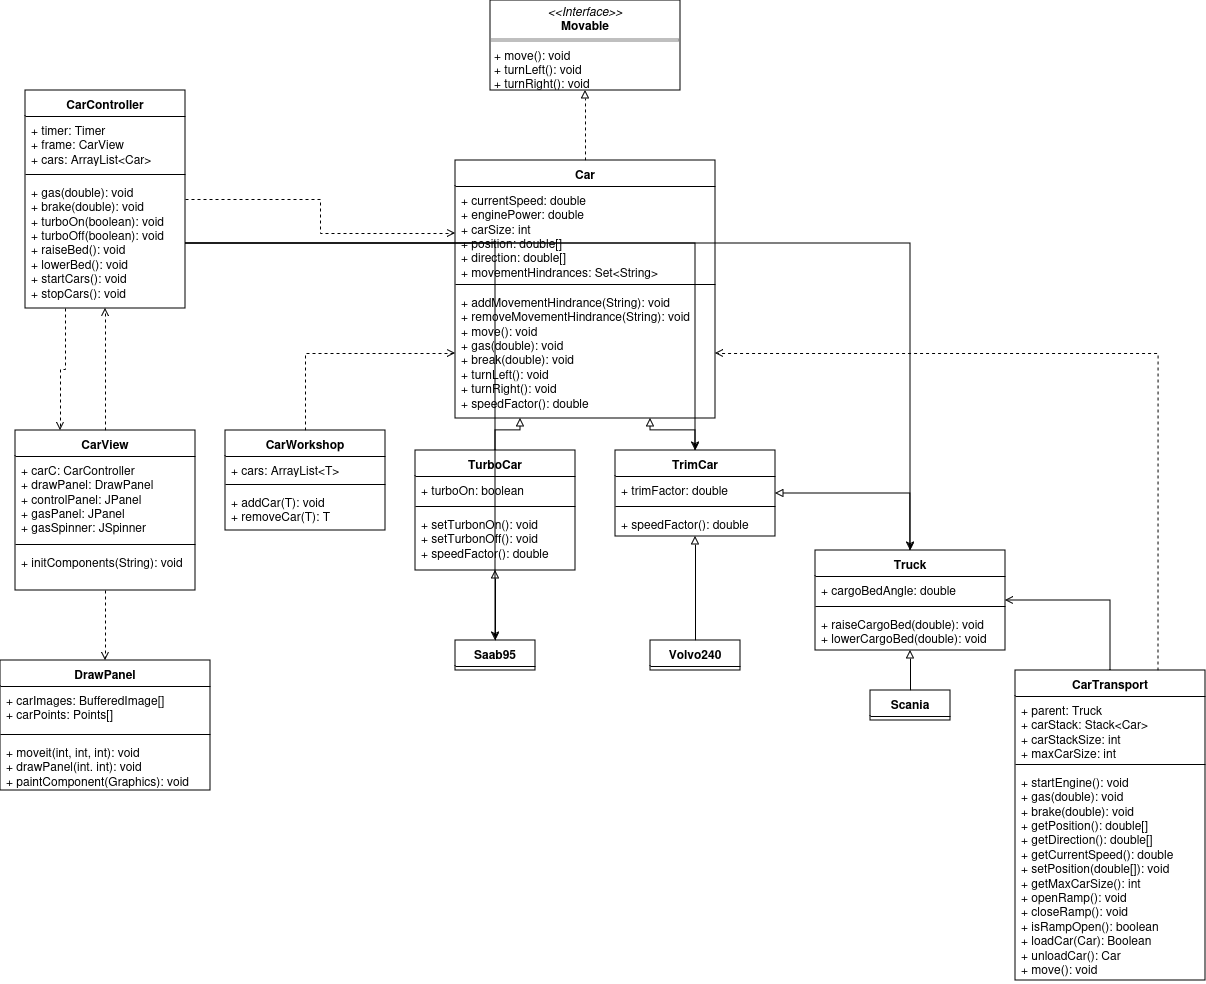 <<Interface>>
Movable
+ move(): void
+ turnLeft(): void
+ turnRight(): void
CarController
+ timer: Timer
+ frame: CarView
+ cars: ArrayList<Car>
+ gas(double): void
+ brake(double): void
+ turboOn(boolean): void
+ turboOff(boolean): void
+ raiseBed(): void
+ lowerBed(): void
+ startCars(): void
+ stopCars(): void
Car
+ currentSpeed: double
+ enginePower: double
+ carSize: int
+ position: double[]
+ direction: double[]
+ movementHindrances: Set<String>
+ addMovementHindrance(String): void
+ removeMovementHindrance(String): void
+ move(): void
+ gas(double): void
+ break(double): void
+ turnLeft(): void
+ turnRight(): void
+ speedFactor(): double
CarView
+ carC: CarController
+ drawPanel: DrawPanel
+ controlPanel: JPanel
+ gasPanel: JPanel
+ gasSpinner: JSpinner
+ initComponents(String): void
CarWorkshop
+ cars: ArrayList<T>
+ addCar(T): void
+ removeCar(T): T
TurboCar
+ turboOn: boolean
+ setTurbonOn(): void
+ setTurbonOff(): void
+ speedFactor(): double
TrimCar
+ trimFactor: double
+ speedFactor(): double
Truck
+ cargoBedAngle: double
+ raiseCargoBed(double): void
+ lowerCargoBed(double): void
Saab95
Volvo240
Scania
DrawPanel
+ carImages: BufferedImage[]
+ carPoints: Points[]
+ moveit(int, int, int): void
+ drawPanel(int. int): void
+ paintComponent(Graphics): void
CarTransport
+ parent: Truck
+ carStack: Stack<Car>
+ carStackSize: int
+ maxCarSize: int
+ startEngine(): void
+ gas(double): void
+ brake(double): void
+ getPosition(): double[]
+ getDirection(): double[]
+ getCurrentSpeed(): double
+ setPosition(double[]): void
+ getMaxCarSize(): int
+ openRamp(): void
+ closeRamp(): void
+ isRampOpen(): boolean
+ loadCar(Car): Boolean
+ unloadCar(): Car
+ move(): void